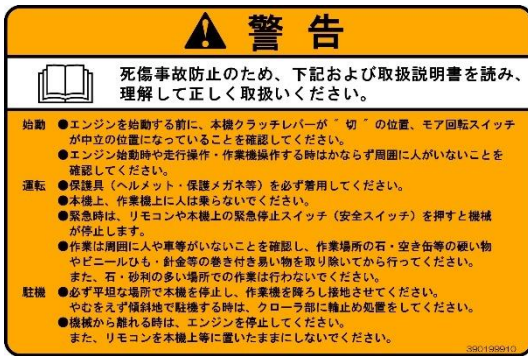 警告
死傷事故防止のため、下記および取扱説明書を読み、
理解して正しく取扱いください。
始動 ●エンジンを始動する前に、本機クラッチレバーが ″ 切 ″ の位置、モア回転スイッチ
が中立の位置になっていることを確認してください。
●エンジン始動時や走行操作・作業機操作する時はかならず周囲に人がいないことを
確認してください。
運転 ●保護具（ヘルメット・保護メガネ等）を必ず着用してください。
●本機上、作業機上に人は乗らないでください。
●緊急時は、リモコンや本機上の緊急停止スイッチ（安全スイッチ）を押すと機械
が停止します。
●作業は周囲に人や車等がいないことを確認し、作業場所の石・空き缶等の硬い物
やビニールひも・針金等の巻き付き易い物を取り除いてから行ってください。
また、石・砂利の多い場所での作業は行わないでください。
駐機 ●必ず平坦な場所で本機を停止し、作業機を降ろし接地させてください。
やむをえず傾斜地で駐機する時は、クローラ部に輪止め処置をしてください。
●機械から離れる時は、エンジンを停止してください。
また、リモコンを本機上等に置いたままにしないでください。
390199910